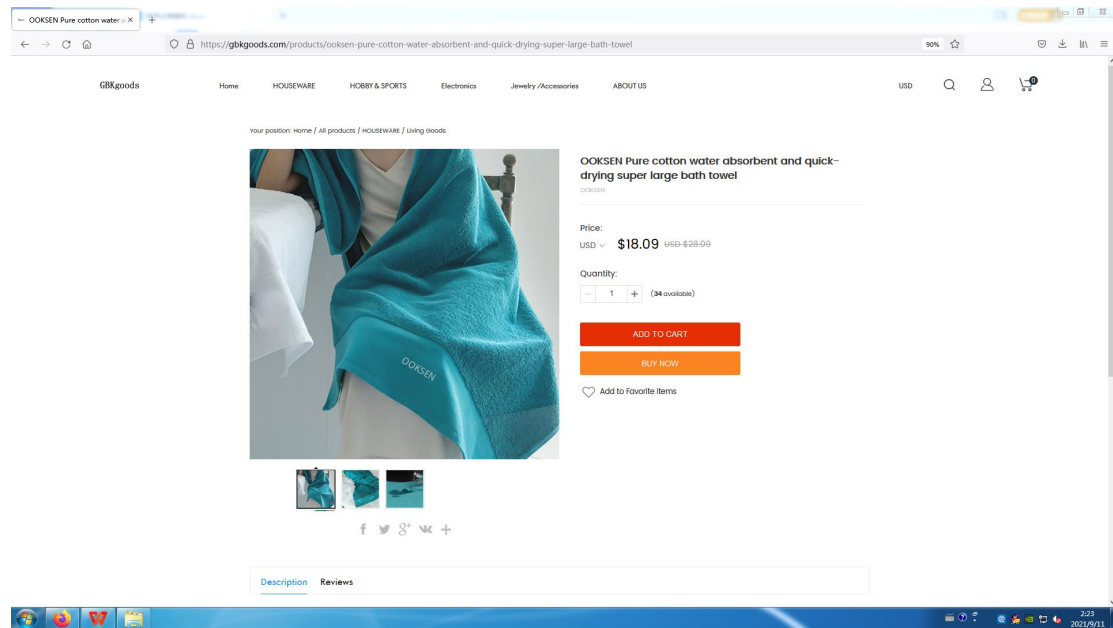 OOKSEN Pure cotton water
https://gbkgoods.com/products/ooksen-pure-cotton-water-absorbent-and-quick-drying-super-large-bath-towel
90%
GBKgoods
Home HOUSEWARE HOBBY & SPORTS Electronics Jewelry /Accessories ABOUT US
USD
0
Your position: Home / All products / HOUSEWARE / Living Goods
OOKSEN Pure cotton water absorbent and quick-
drying super large bath towel
OOKSEN
Price:
USD $18.09 USD $28.09
Quantity:
1 (34 available)
ADD TO CART
BUY NOW
Add to Favorite Items
OOKSEN
Description Reviews
2:23
2021/9/11